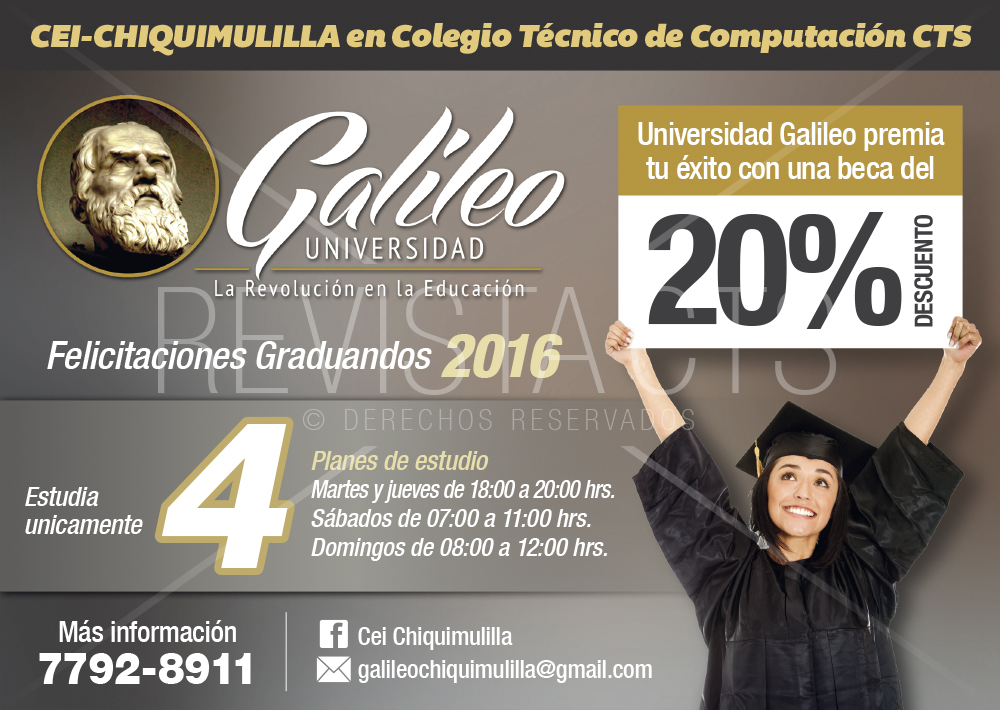 CEI-CHIQUIMULILLA en Colegio Técnico de Computación CTS
Galileo
UNIVERSIDAD
La Revolución en la Educación
Universidad Galileo premia
tu éxito con una beca del
20%
DESCUENTO
REVISTA CTS
Felicitaciones Graduandos 2016
© DERECHOS RESERVADOS
Estudia
unicamente
4
Planes de estudio
Martes y jueves de 18:00 a 20:00 hrs.
Sábados de 07:00 a 11:00 hrs.
Domingos de 08:00 a 12:00 hrs.
Más información
7792-8911
f Cei Chiquimulilla
galileochiquimulilla@gmail.com